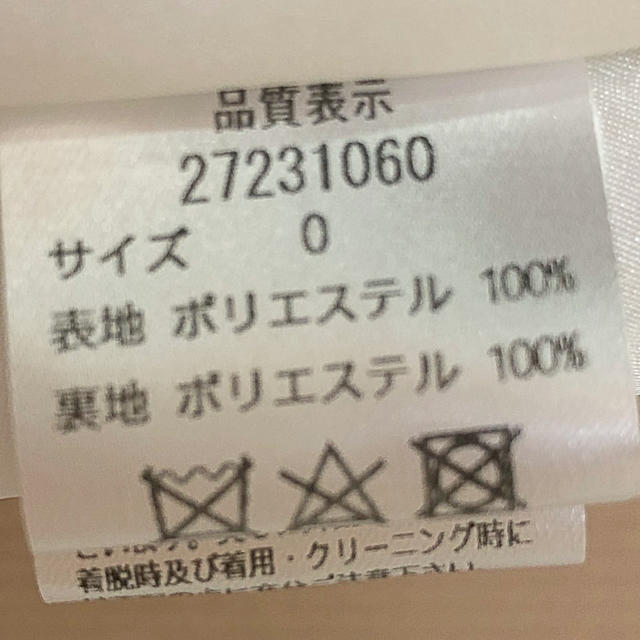 品質表示
27231060
サイズ 0
表地 ポリエステル 100%
裏地 ポリエステル 100%
クリーニング時に
着脱時及び着用・